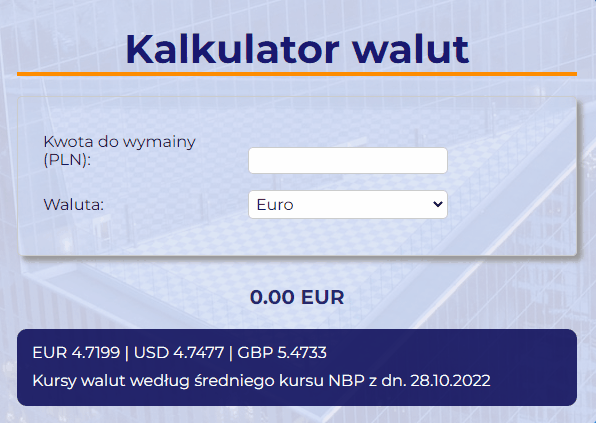 Kalkulator walut
Kwota do wymainy
(PLN):
Waluta:
Euro
0.00 EUR
EUR 4.7199 | USD 4.7477 | GBP 5.4733
Kursy walut według średniego kursu NBP z dn. 28.10.2022